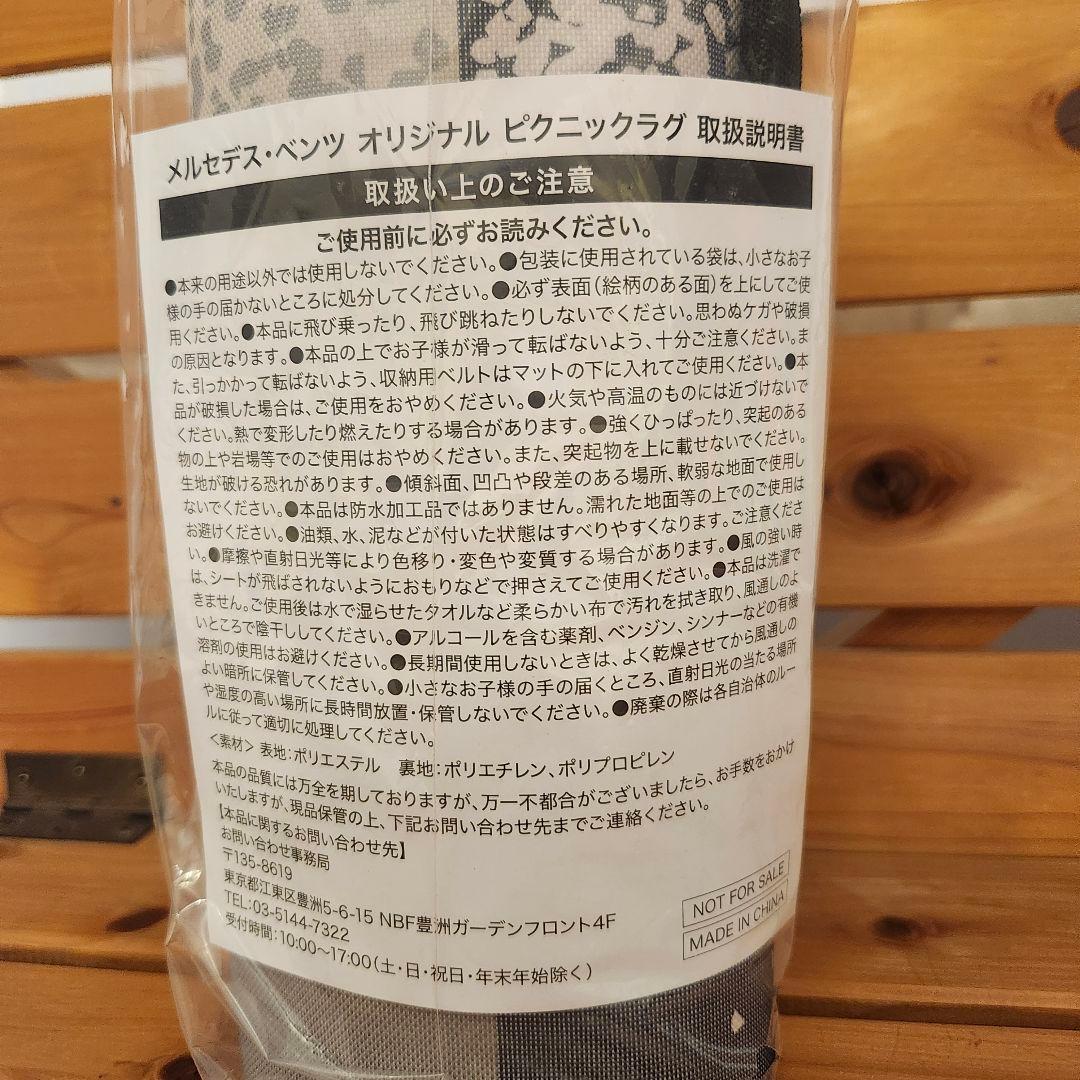 メルセデス・ベンツ オリジナル ピクニックラグ 取扱説明書
取扱い上のご注意
ご使用前に必ずお読みください。
●本来の用途以外では使用しないでください。●包装に使用されている袋は、小さなお子
様の手の届かないところに処分してください。●必ず表面(絵柄のある面)を上にしてご使
用ください。●本品に飛び乗ったり、飛び跳ねたりしないでください。思わぬケガや破損
の原因となります。●本品の上でお子様が滑って転ばないよう、十分ご注意ください。ま
た、引っかかって転ばないよう、収納用ベルトはマットの下に入れてご使用ください。●本
品が破損した場合は、ご使用をおやめください。●火気や高温のものには近づけないで
ください。熱で変形したり燃えたりする場合があります。●強くひっぱったり、突起のある
物の上や岩場等でのご使用はおやめください。また、突起物を上に載せないでください。
生地が破ける恐れがあります。●傾斜面、凹凸や段差のある場所、軟弱な地面で使用し
ないでください。●本品は防水加工品ではありません。濡れた地面等の上でのご使用は
お避けください。●油類、水、泥などが付いた状態はすべりやすくなります。ご注意くださ
い。●摩擦や直射日光等により色移り・変色や変質する場合があります。●風の強い時
は、シートが飛ばされないようにおもりなどで押さえてご使用ください。●本品は洗濯で
きません。ご使用後は水で湿らせたタオルなど柔らかい布で汚れを拭き取り、風通しのよ
いところで陰干ししてください。●アルコールを含む薬剤、ベンジン、シンナーなどの有機
溶剤の使用はお避けください。●長期間使用しないときは、よく乾燥させてから風通しの
よい暗所に保管してください。●小さなお子様の手の届くところ、直射日光の当たる場所
や湿度の高い場所に長時間放置・保管しないでください。●廃棄の際は各自治体のルー
ルに従って適切に処理してください。
＜素材＞ 表地:ポリエステル 裏地:ポリエチレン、ポリプロピレン
本品の品質には万全を期しておりますが、万一不都合がございましたら、お手数をおかけ
いたしますが、現品保管の上、下記お問い合わせ先までご連絡ください。
【本品に関するお問い合わせ先】
お問い合わせ事務局
〒135-8619
東京都江東区豊洲5-6-15 NBF豊洲ガーデンフロント4F
TEL:03-5144-7322
受付時間:10:00～17:00(土・日・祝日・年末年始除く)
NOT FOR SALE
MADE IN CHINA